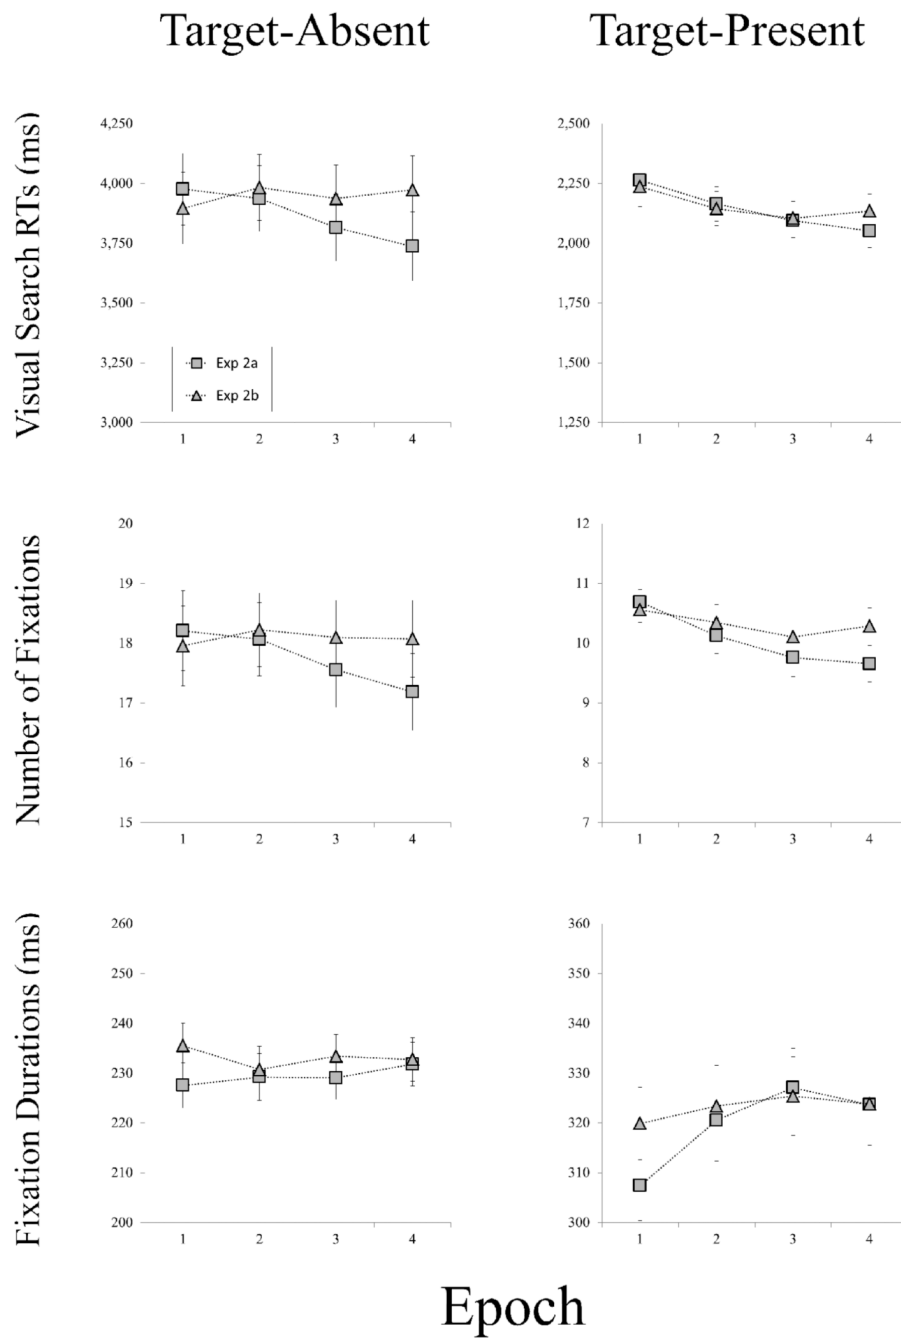 Target-Absent
Target-Present
Visual Search RTs (ms)
4,250
4,000
3,750
3,500
3,250
3,000
Exp 2a
Exp 2b
1 2 3 4
2,500
2,250
2,000
1,750
1,500
1,250
1 2 3 4
Number of Fixations
20
19
18
17
16
15
1 2 3 4
12
11
10
9
8
7
1 2 3 4
Fixation Durations (ms)
260
250
240
230
220
210
200
1 2 3 4
360
350
340
330
320
310
300
1 2 3 4
Epoch